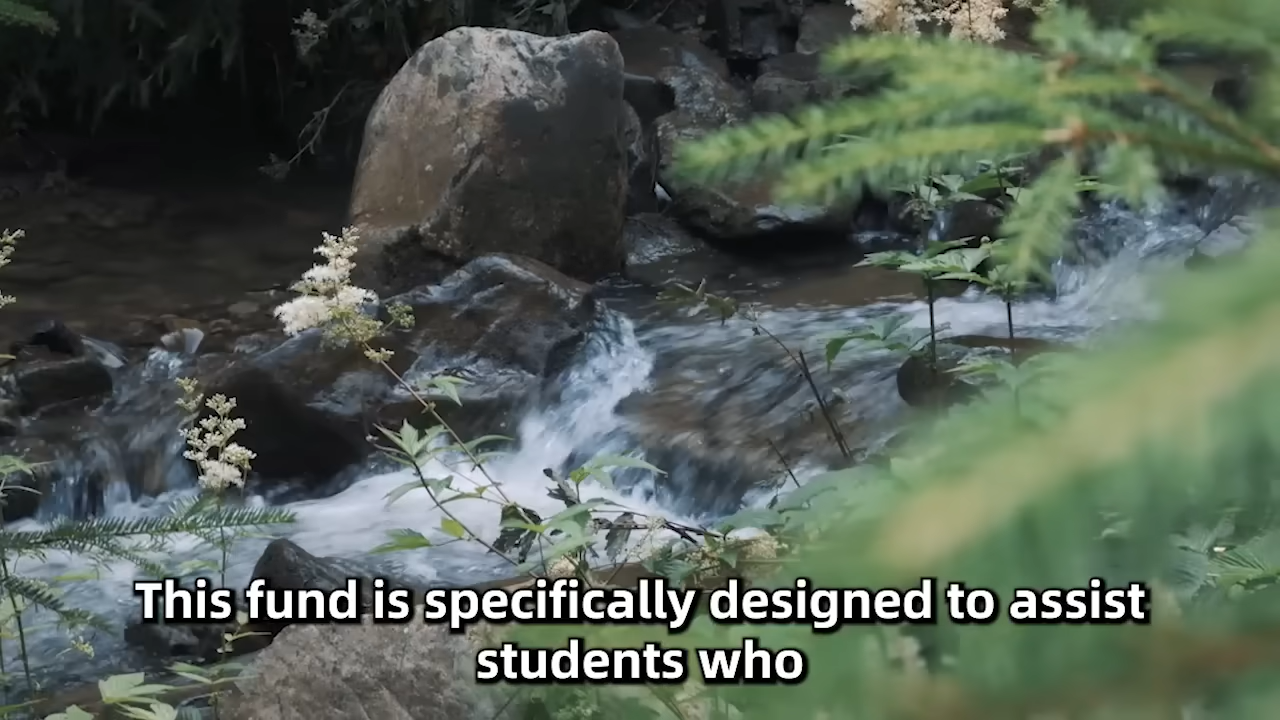 This fund is specifically designed to assist
students who